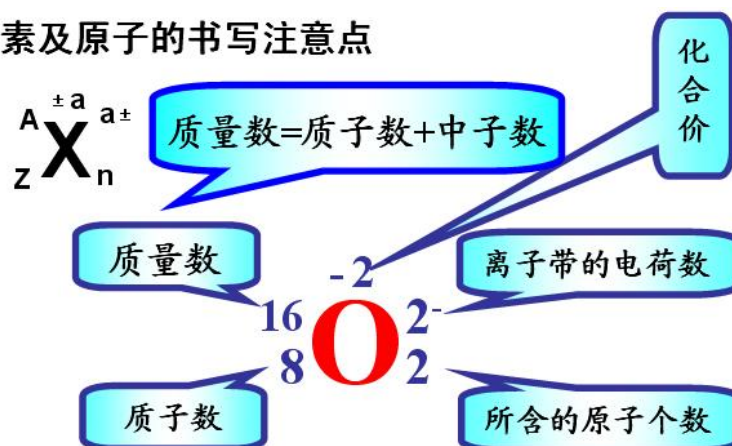 素及原子的书写注意点
化合价
A ±a X a± Z n
质量数=质子数+中子数
质量数
离子带的电荷数
-2
16 O 2-
8 2
质子数
所含的原子个数